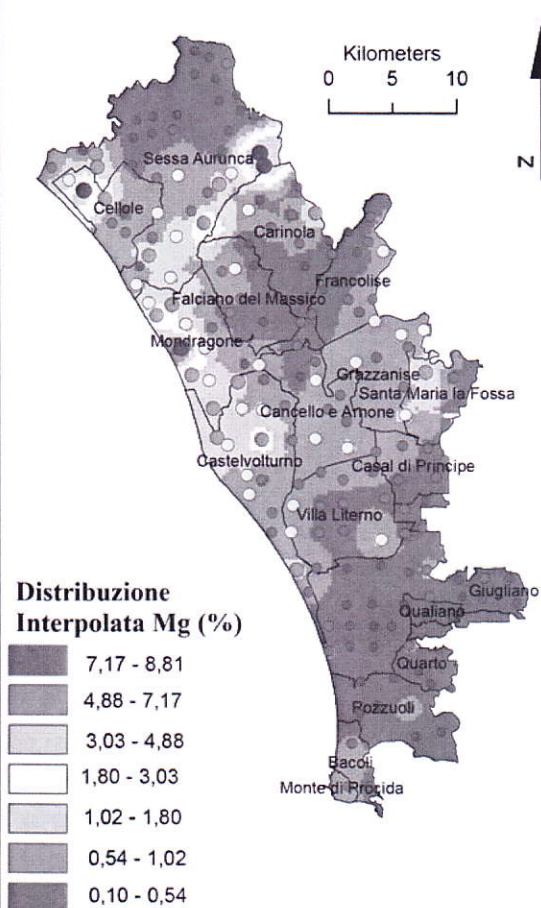 Kilometers
0 5 10
N
Sessa Aurunca
Cellole
Carinola
Francolise
Falciano del Massico
Mondragone
Grazzanise
Santa Maria la Fossa
Cancello e Arnone
Castelvolturno
Casal di Principe
Villa Literno
Giugliano
Qualiano
Quarto
Pozzuoli
Bacoli
Monte di Procida
Distribuzione
Interpolata Mg (%)
7,17 - 8,81
4,88 - 7,17
3,03 - 4,88
1,80 - 3,03
1,02 - 1,80
0,54 - 1,02
0,10 - 0,54